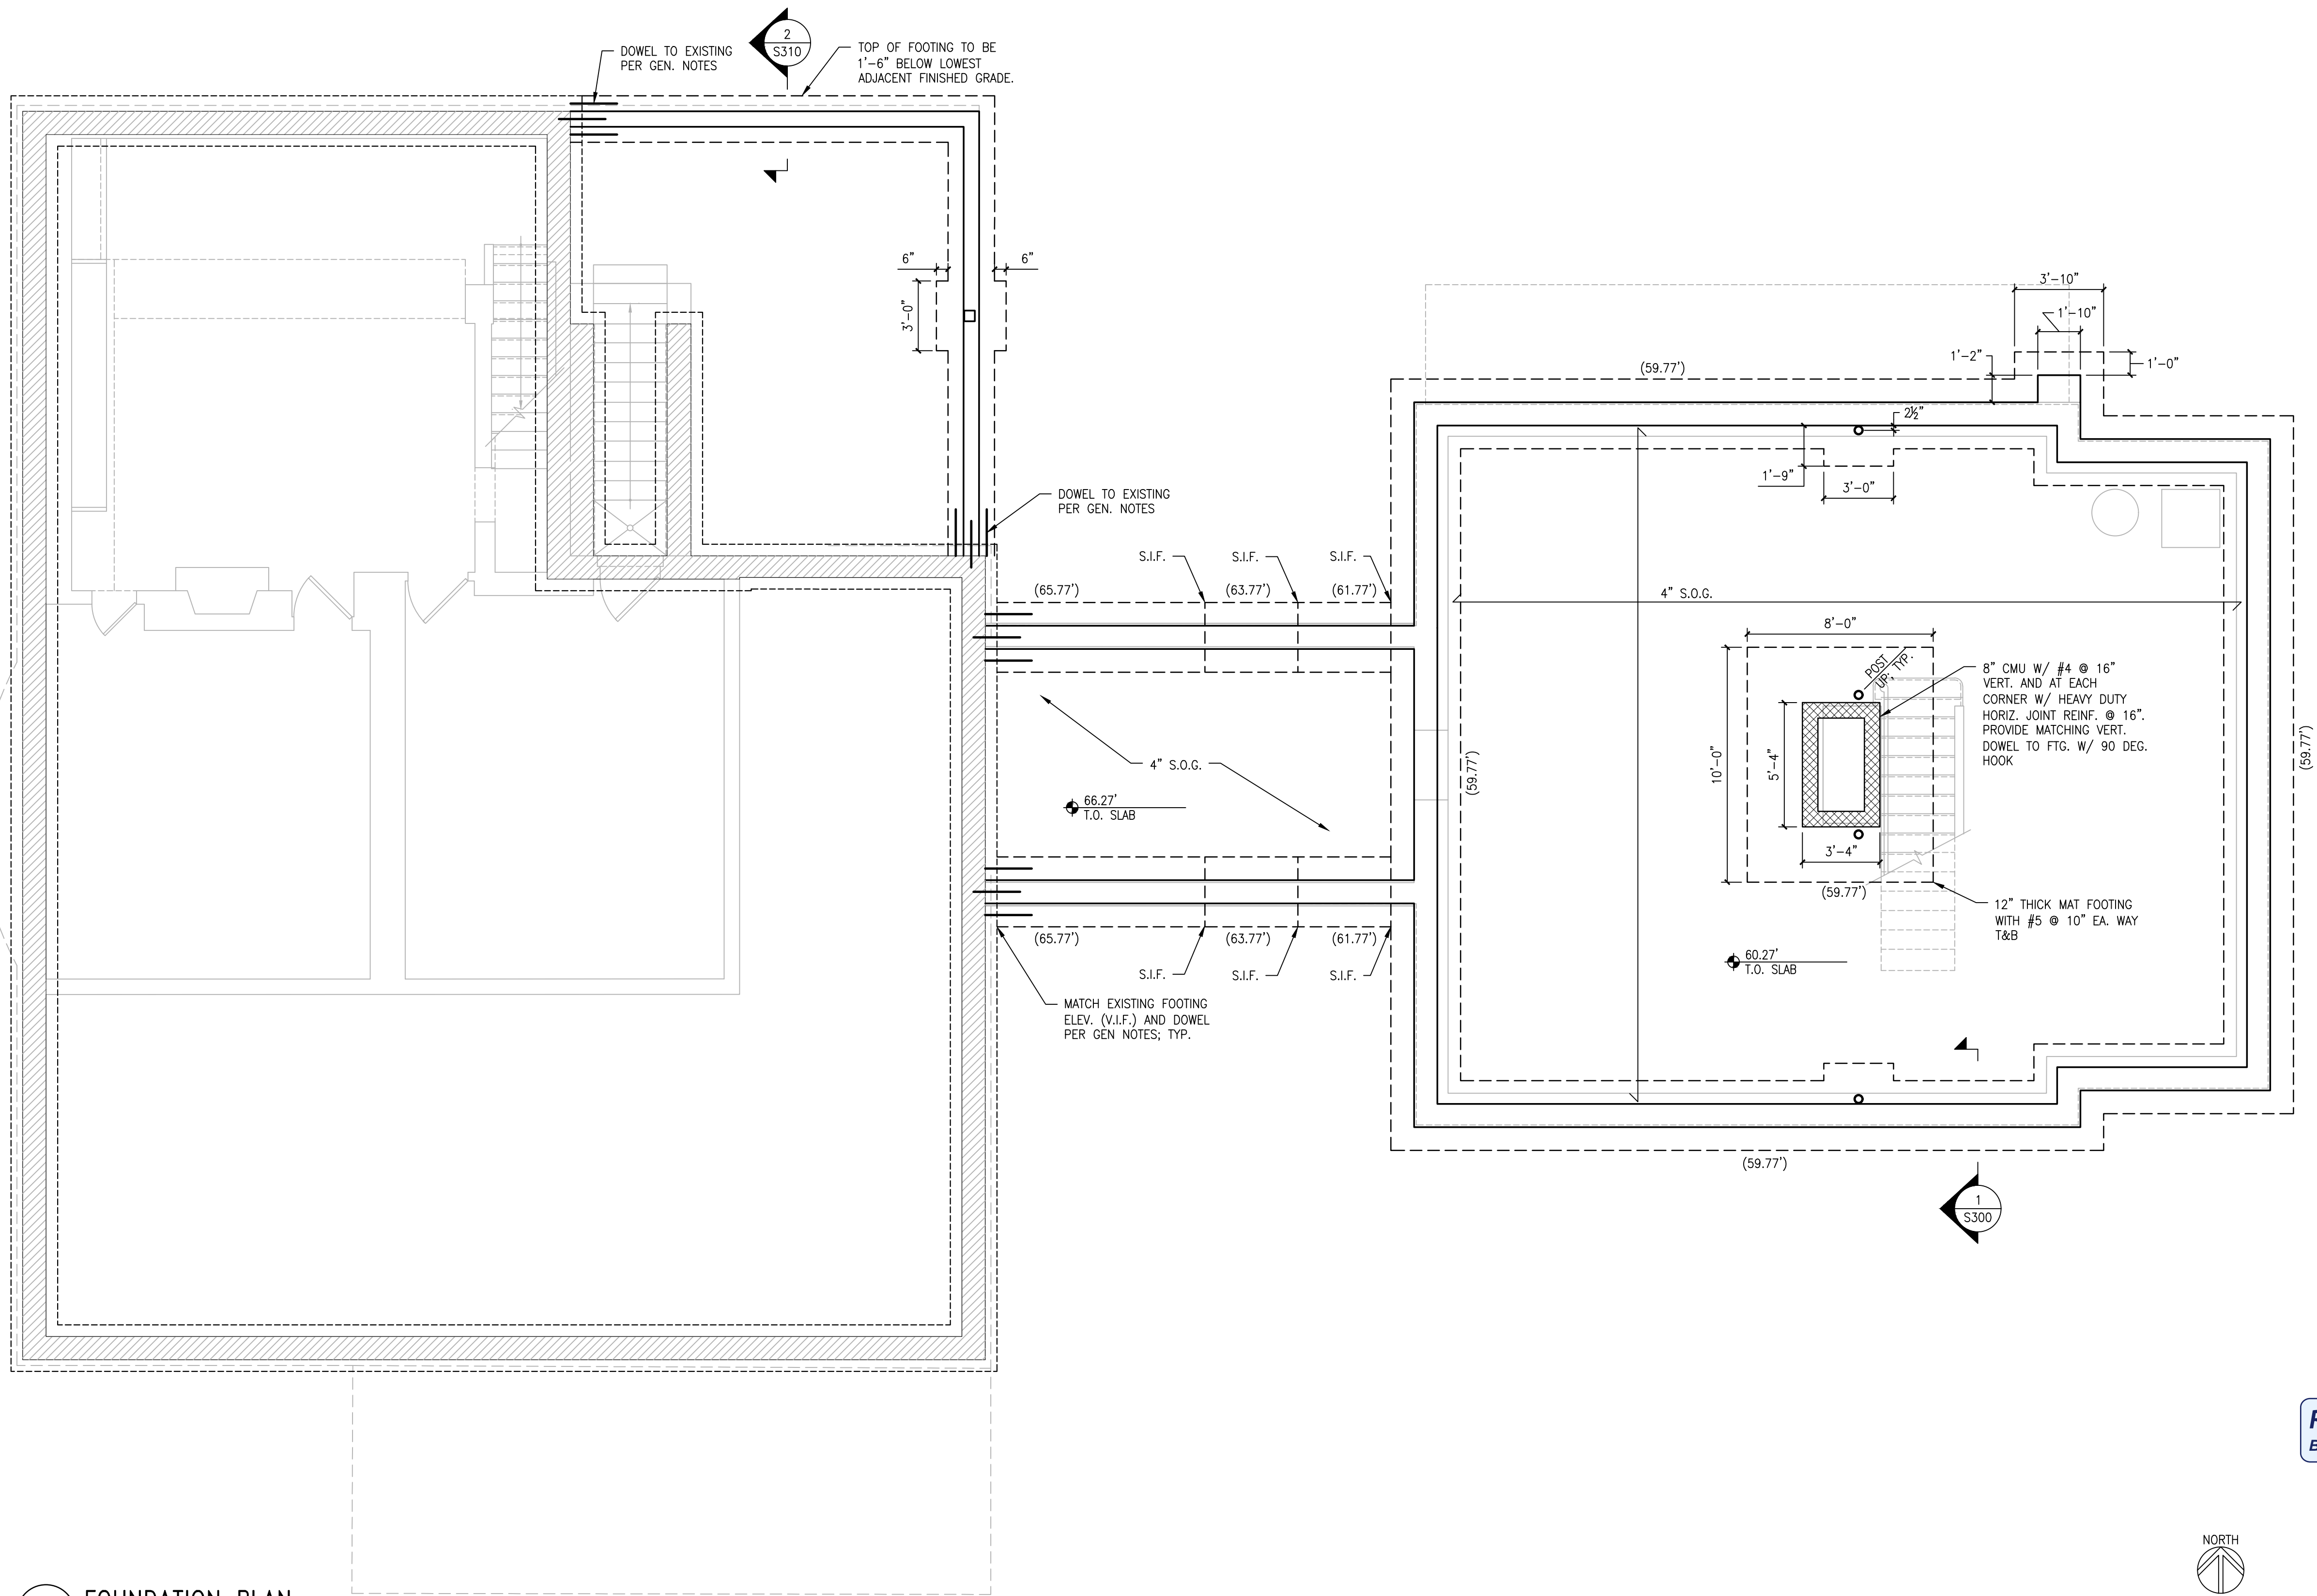 2
S310
DOWEL TO EXISTING
PER GEN. NOTES
TOP OF FOOTING TO BE
1'-6" BELOW LOWEST
ADJACENT FINISHED GRADE.
6"
6"
3'-0"
3'-10"
1'-10"
1'-2"
1'-0"
(59.77')
2½"
1'-9"
3'-0"
DOWEL TO EXISTING
PER GEN. NOTES
S.I.F.
S.I.F.
S.I.F.
(65.77')
(63.77')
(61.77')
4" S.O.G.
8'-0"
POST
UP; TYP.
8" CMU W/ #4 @ 16"
VERT. AND AT EACH
CORNER W/ HEAVY DUTY
HORIZ. JOINT REINF. @ 16".
PROVIDE MATCHING VERT.
DOWEL TO FTG. W/ 90 DEG.
HOOK
10'-0"
5'-4"
(59.77')
(59.77')
4" S.O.G.
66.27'
T.O. SLAB
3'-4"
(59.77')
12" THICK MAT FOOTING
WITH #5 @ 10" EA. WAY
T&B
60.27'
T.O. SLAB
(65.77')
(63.77')
(61.77')
S.I.F.
S.I.F.
S.I.F.
MATCH EXISTING FOOTING
ELEV. (V.I.F.) AND DOWEL
PER GEN NOTES; TYP.
(59.77')
1
S300
NORTH
FOUNDATION PLAN